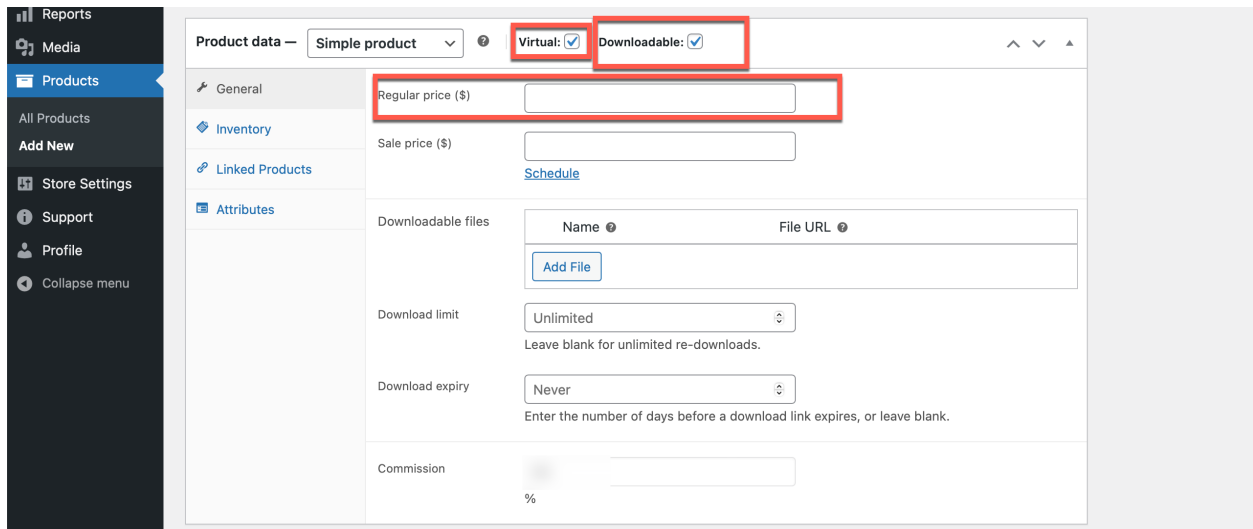 Reports
Media
Products
All Products
Add New
Store Settings
Support
Profile
Collapse menu
Product data — Simple product Virtual: Downloadable:
General
Inventory
Linked Products
Attributes
Regular price ($)
Sale price ($)
Schedule
Downloadable files
Name File URL
Add File
Download limit
Unlimited
Leave blank for unlimited re-downloads.
Download expiry
Never
Enter the number of days before a download link expires, or leave blank.
Commission
%